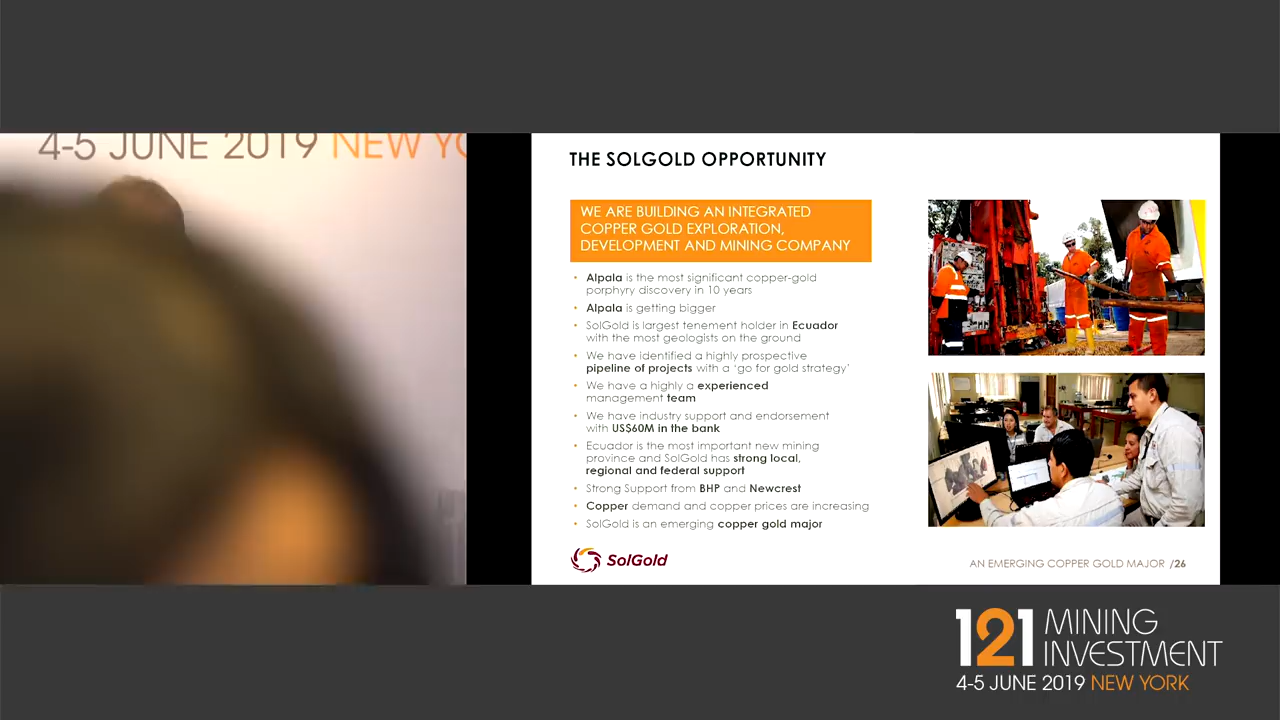 4-5 JUNE 2019 NEW YO
THE SOLGOLD OPPORTUNITY
WE ARE BUILDING AN INTEGRATED
COPPER GOLD EXPLORATION,
DEVELOPMENT AND MINING COMPANY
• Alpala is the most significant copper-gold
porphyry discovery in 10 years
• Alpala is getting bigger
• SolGold is largest tenement holder in Ecuador
with the most geologists on the ground
• We have identified a highly prospective
pipeline of projects with a ‘go for gold strategy’
• We have a highly a experienced
management team
• We have industry support and endorsement
with US$60M in the bank
• Ecuador is the most important new mining
province and SolGold has strong local,
regional and federal support
• Strong Support from BHP and Newcrest
• Copper demand and copper prices are increasing
• SolGold is an emerging copper gold major
SolGold
AN EMERGING COPPER GOLD MAJOR /26
121 MINING
INVESTMENT
4-5 JUNE 2019 NEW YORK